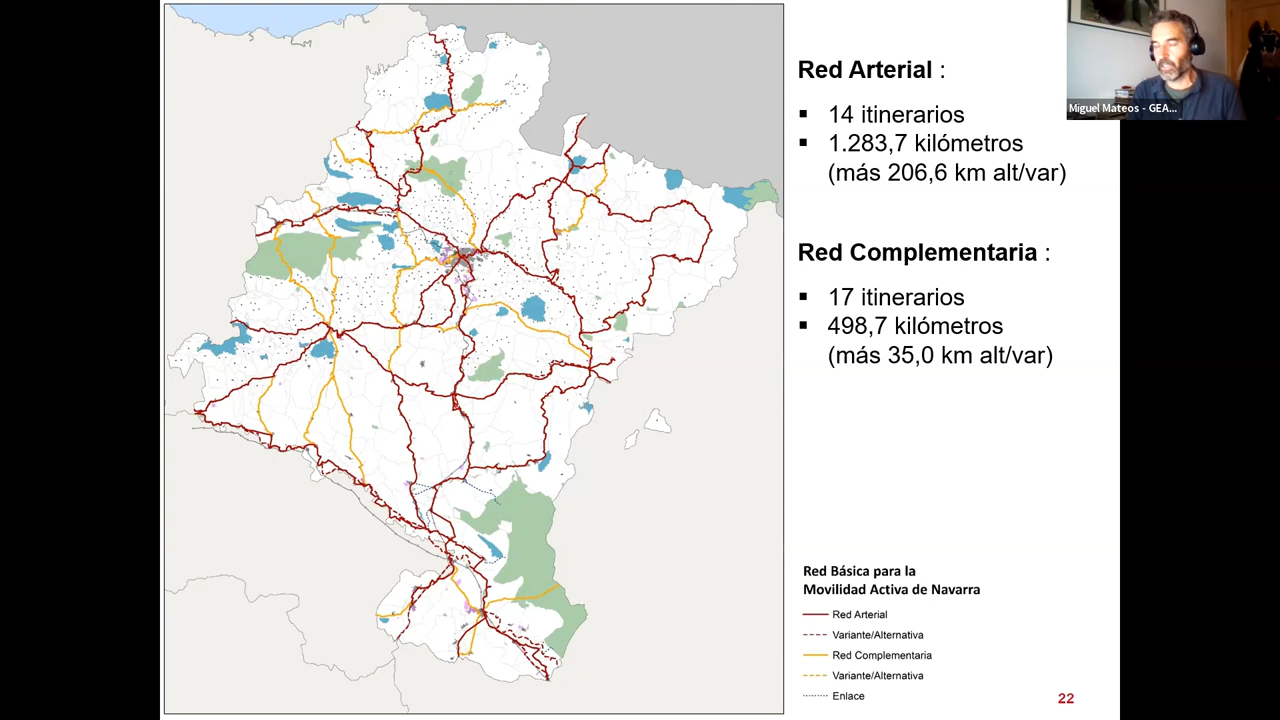 Red Arterial :
▪ 14 itinerarios
▪ 1.283,7 kilómetros
(más 206,6 km alt/var)
Red Complementaria :
▪ 17 itinerarios
▪ 498,7 kilómetros
(más 35,0 km alt/var)
Miguel Mateos - GEA...
Red Básica para la
Movilidad Activa de Navarra
Red Arterial
Variante/Alternativa
Red Complementaria
Variante/Alternativa
Enlace
22